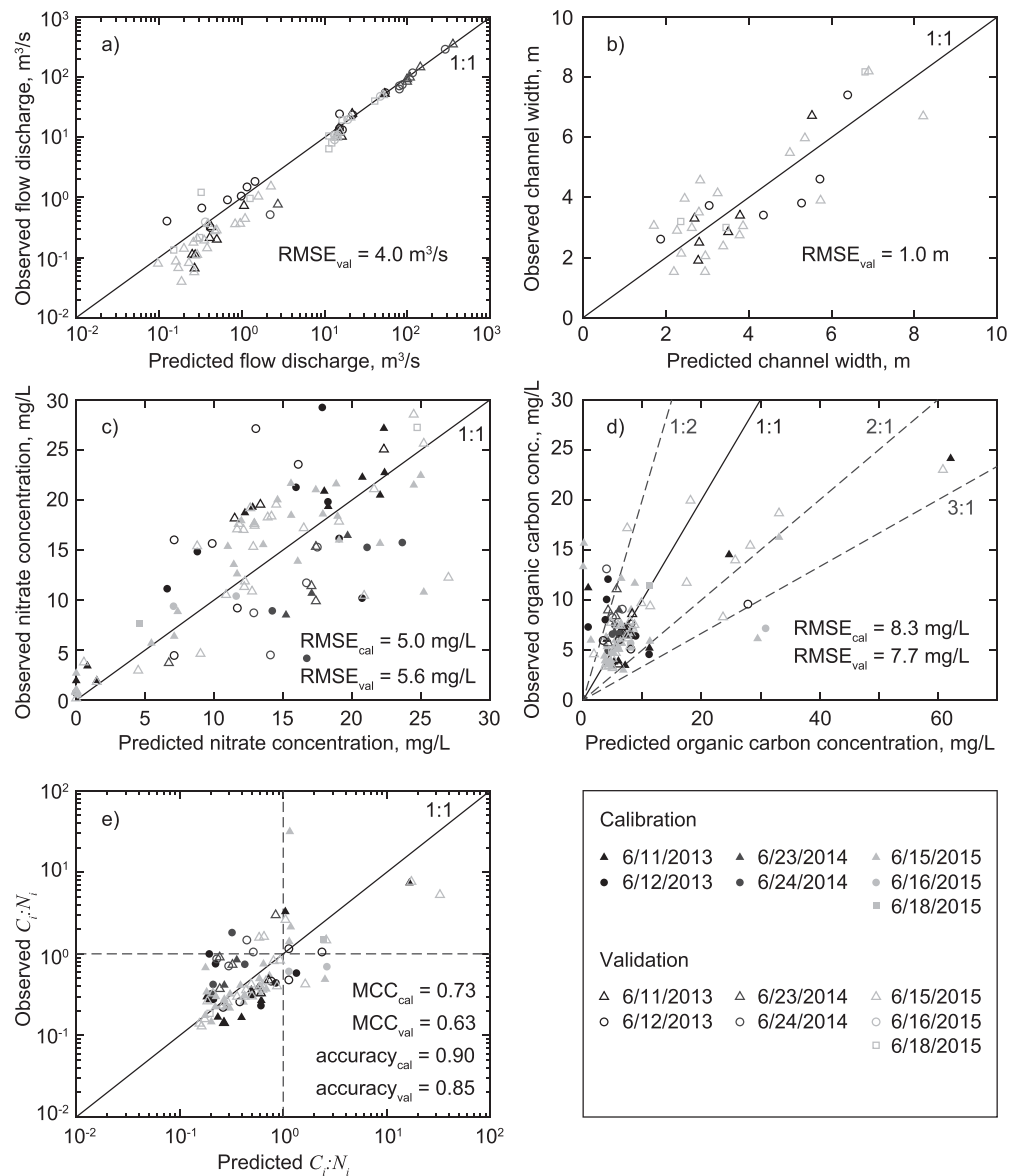 a)
1:1
RMSE_val = 4.0 m³/s
Observed flow discharge, m³/s
10³
10²
10¹
10⁰
10⁻¹
10⁻²
10⁻² 10⁻¹ 10⁰ 10¹ 10² 10³
Predicted flow discharge, m³/s
b)
1:1
RMSE_val = 1.0 m
Observed channel width, m
10
8
6
4
2
0
0 2 4 6 8 10
Predicted channel width, m
c)
1:1
RMSE_cal = 5.0 mg/L
RMSE_val = 5.6 mg/L
Observed nitrate concentration, mg/L
30
25
20
15
10
5
0
0 5 10 15 20 25 30
Predicted nitrate concentration, mg/L
d)
1:2
1:1
2:1
3:1
RMSE_cal = 8.3 mg/L
RMSE_val = 7.7 mg/L
Observed organic carbon conc., mg/L
30
25
20
15
10
5
0
0 20 40 60
Predicted organic carbon concentration, mg/L
e)
1:1
MCC_cal = 0.73
MCC_val = 0.63
accuracy_cal = 0.90
accuracy_val = 0.85
Observed C_i:N_i
10²
10¹
10⁰
10⁻¹
10⁻²
10⁻² 10⁻¹ 10⁰ 10¹ 10²
Predicted C_i:N_i
Calibration
6/11/2013 6/23/2014 6/15/2015
6/12/2013 6/24/2014 6/16/2015
6/18/2015
Validation
6/11/2013 6/23/2014 6/15/2015
6/12/2013 6/24/2014 6/16/2015
6/18/2015